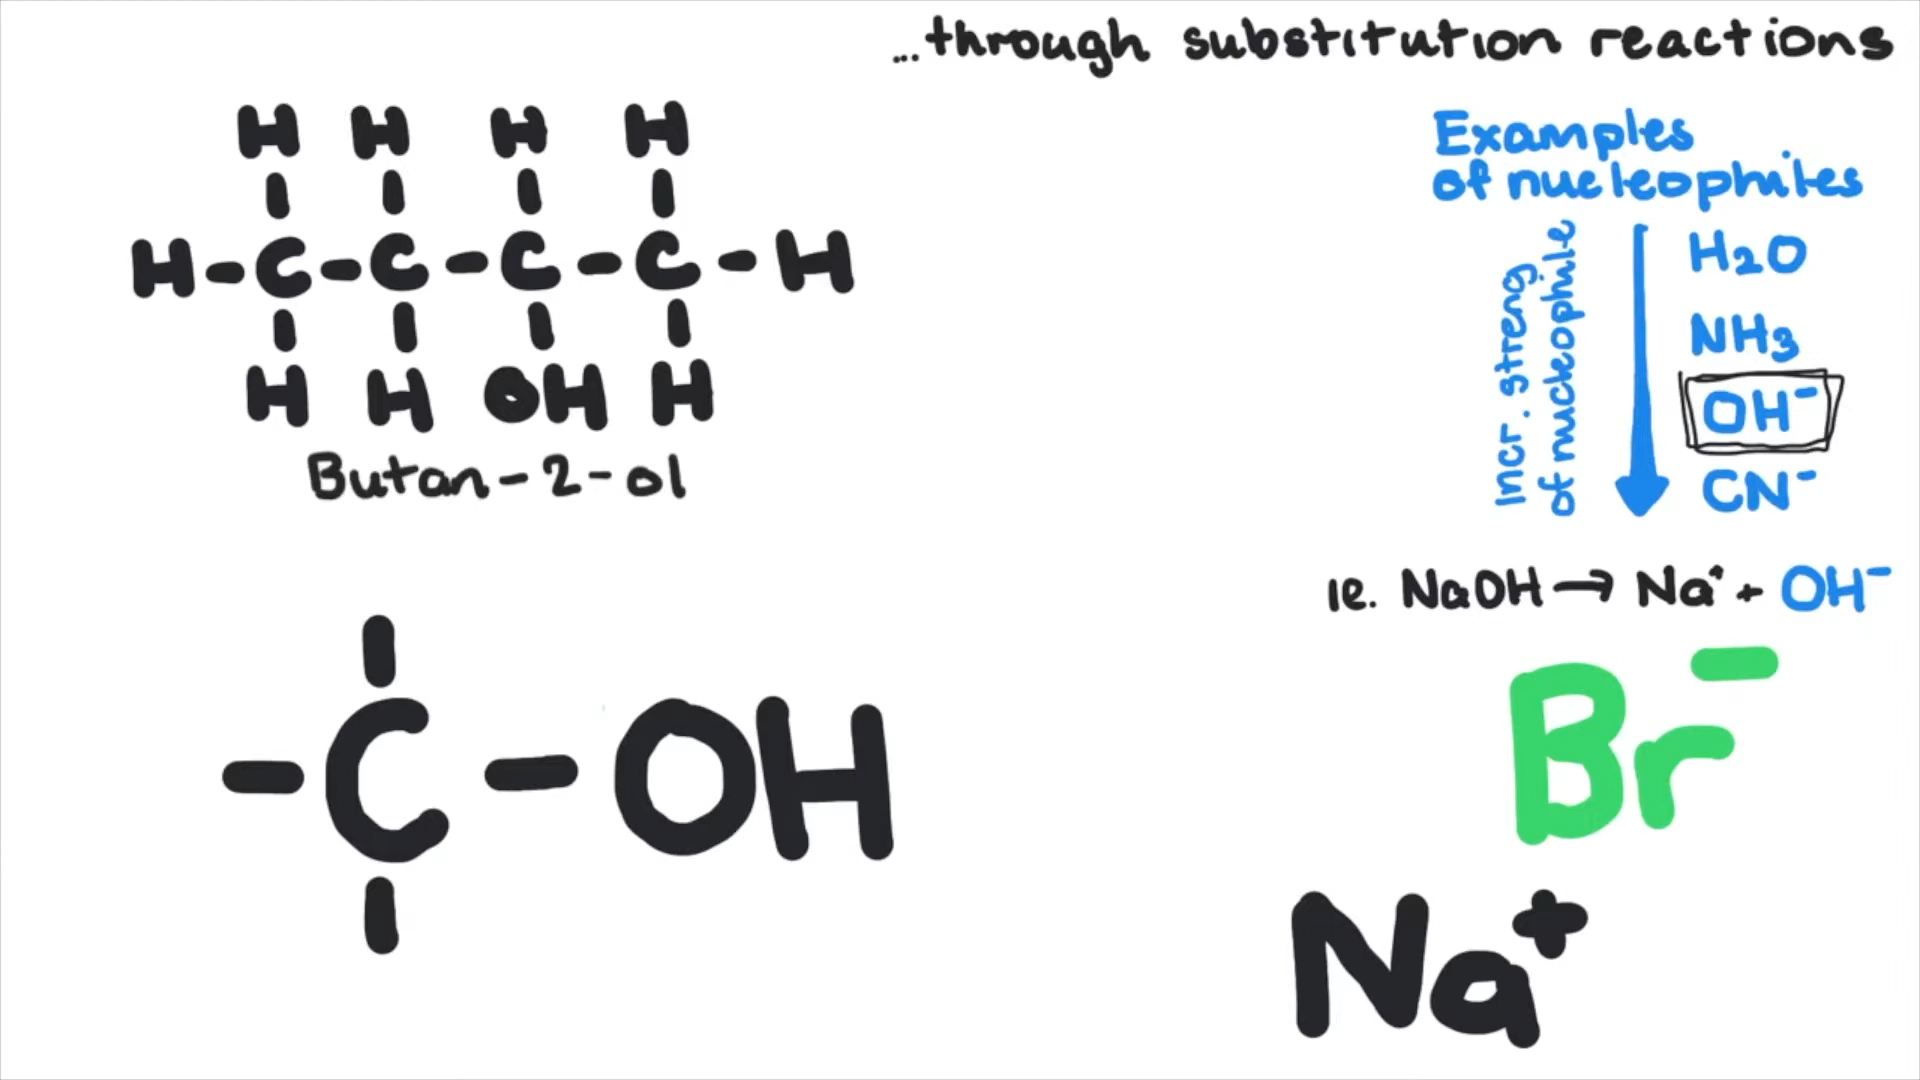 ...through substitution reactions
H H H H
H-C-C-C-C-H
H H OH H
Butan-2-ol
Examples
of nucleophiles
Incr. streng
of nucleophile
H2O
NH3
OH⁻
CN⁻
ie. NaOH → Na⁺ + OH⁻
-C-OH
Br⁻
Na⁺